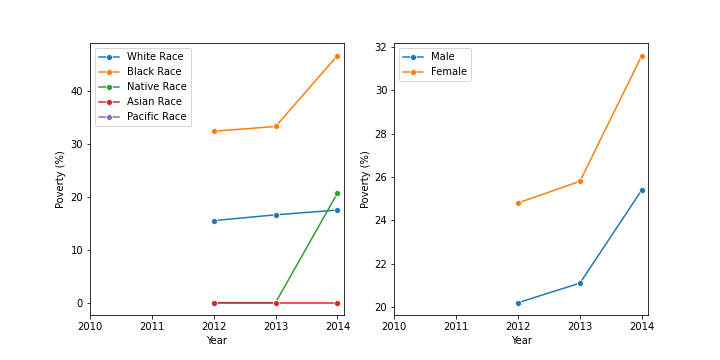 White Race
Black Race
Native Race
Asian Race
Pacific Race
40
30
20
10
0
Poverty (%)
2010 2011 2012 2013 2014
Year
Male
Female
32
30
28
26
24
22
20
Poverty (%)
2010 2011 2012 2013 2014
Year